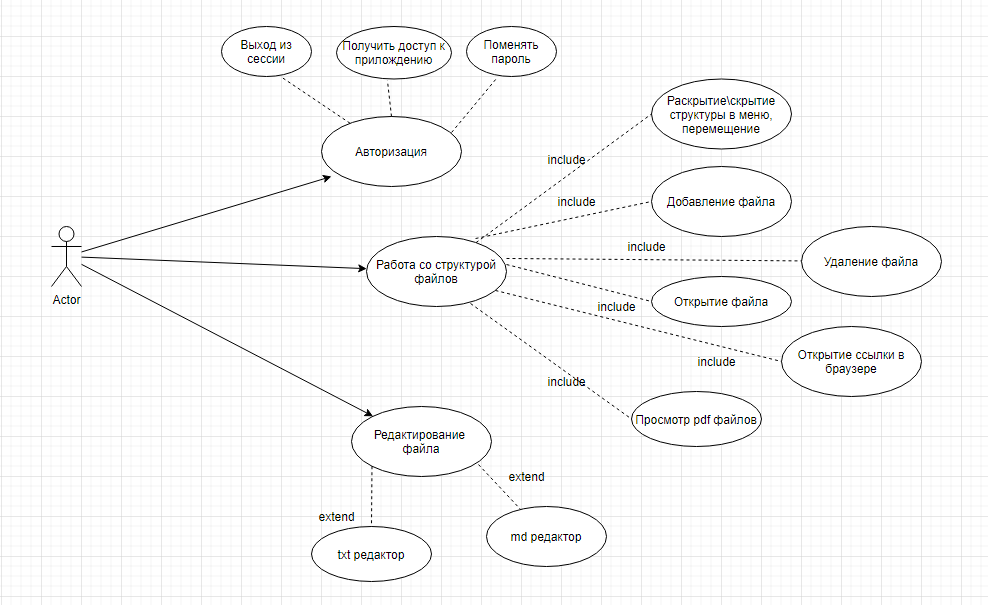 Выход из
сессии
Получить доступ к
прилождению
Поменять
пароль
Авторизация
Раскрытие\скрытие
структуры в меню,
перемещение
include
include
Добавление файла
include
Удаление файла
Actor
Работа со структурой
файлов
Открытие файла
include
Открытие ссылки в
браузере
include
include
Просмотр pdf файлов
Редактирование
файла
extend
extend
txt редактор
md редактор